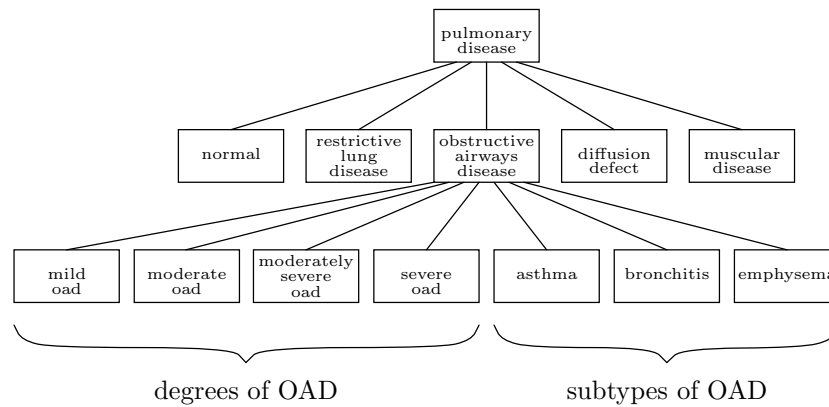 pulmonary
disease
normal
restrictive
lung
disease
obstructive
airways
disease
diffusion
defect
muscular
disease
mild
oad
moderate
oad
moderately
severe
oad
severe
oad
asthma
bronchitis
emphysema
degrees of OAD
subtypes of OAD